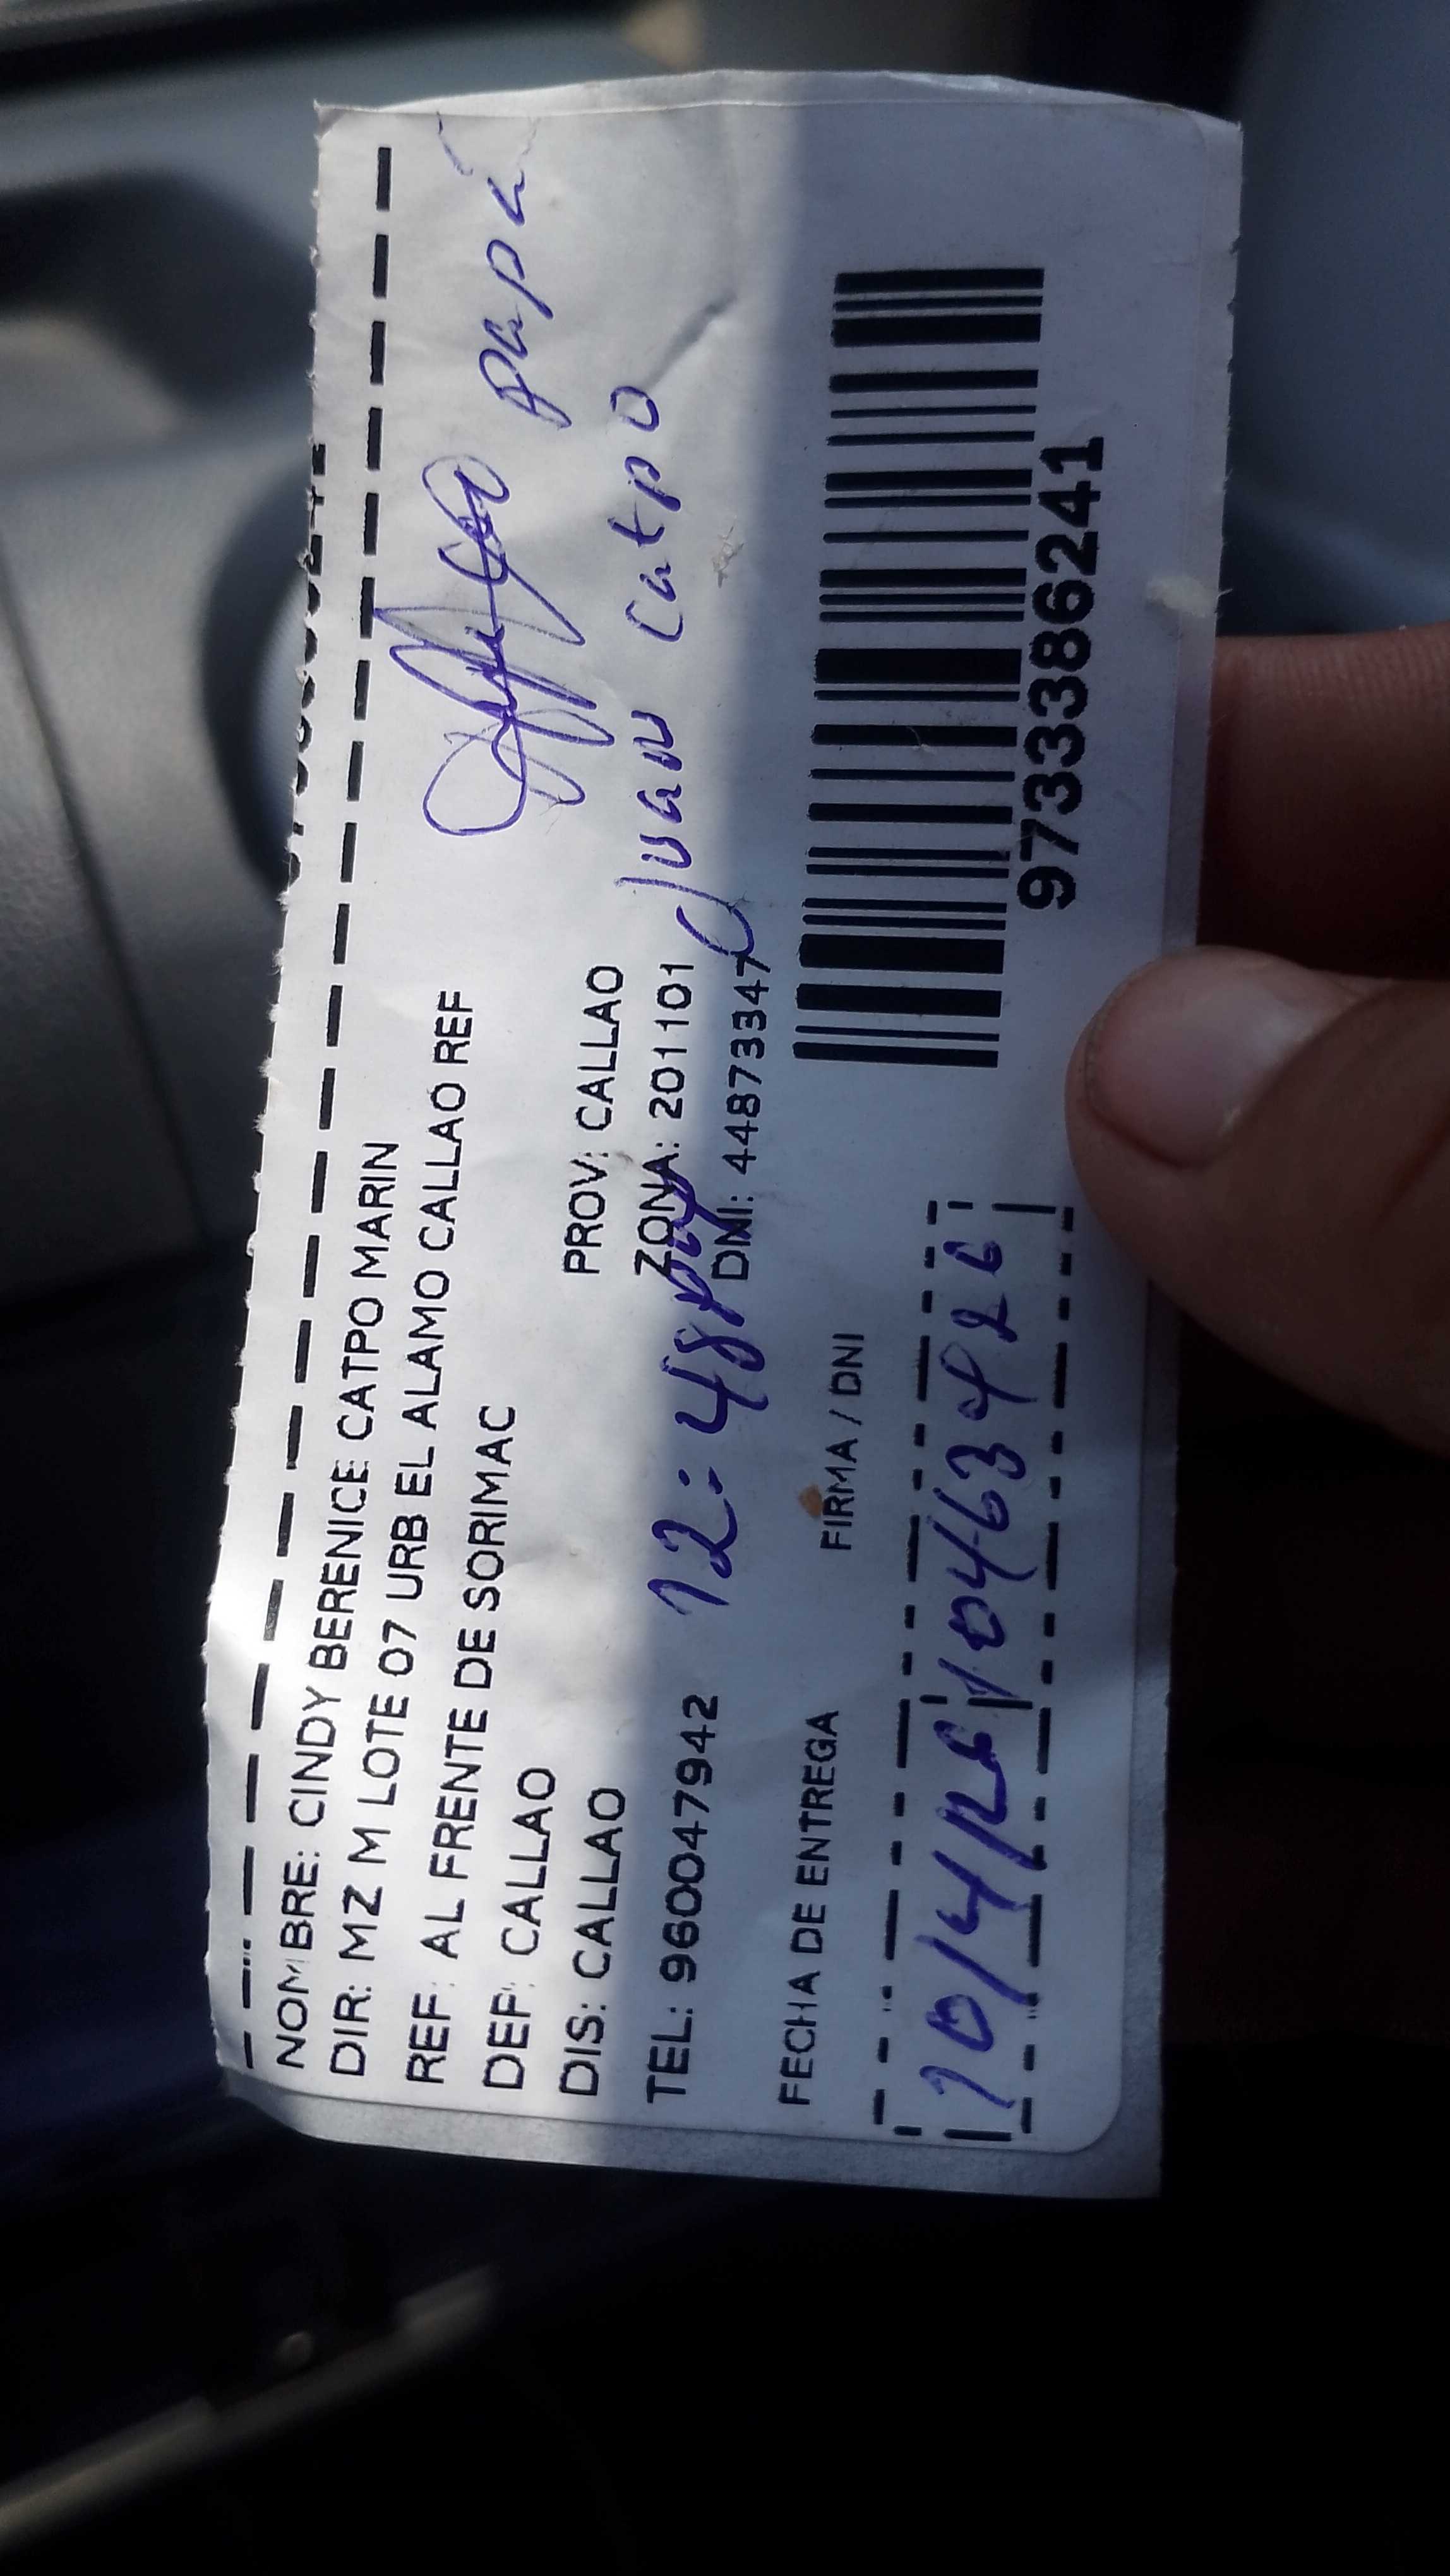 NOMBRE: CINDY BERENICE CATPO MARIN
DIR: MZ M LOTE 07 URB EL ALAMO CALLAO REF
REF: AL FRENTE DE SORIMAC
DEP: CALLAO
PROV: CALLAO
DIS: CALLAO
ZONA: 201101
TEL: 960047942
DNI: 44873347
papá
Juan Catpo
12:48pm
FECHA DE ENTREGA
FIRMA / DNI
10/4/26
10463426
9733386241